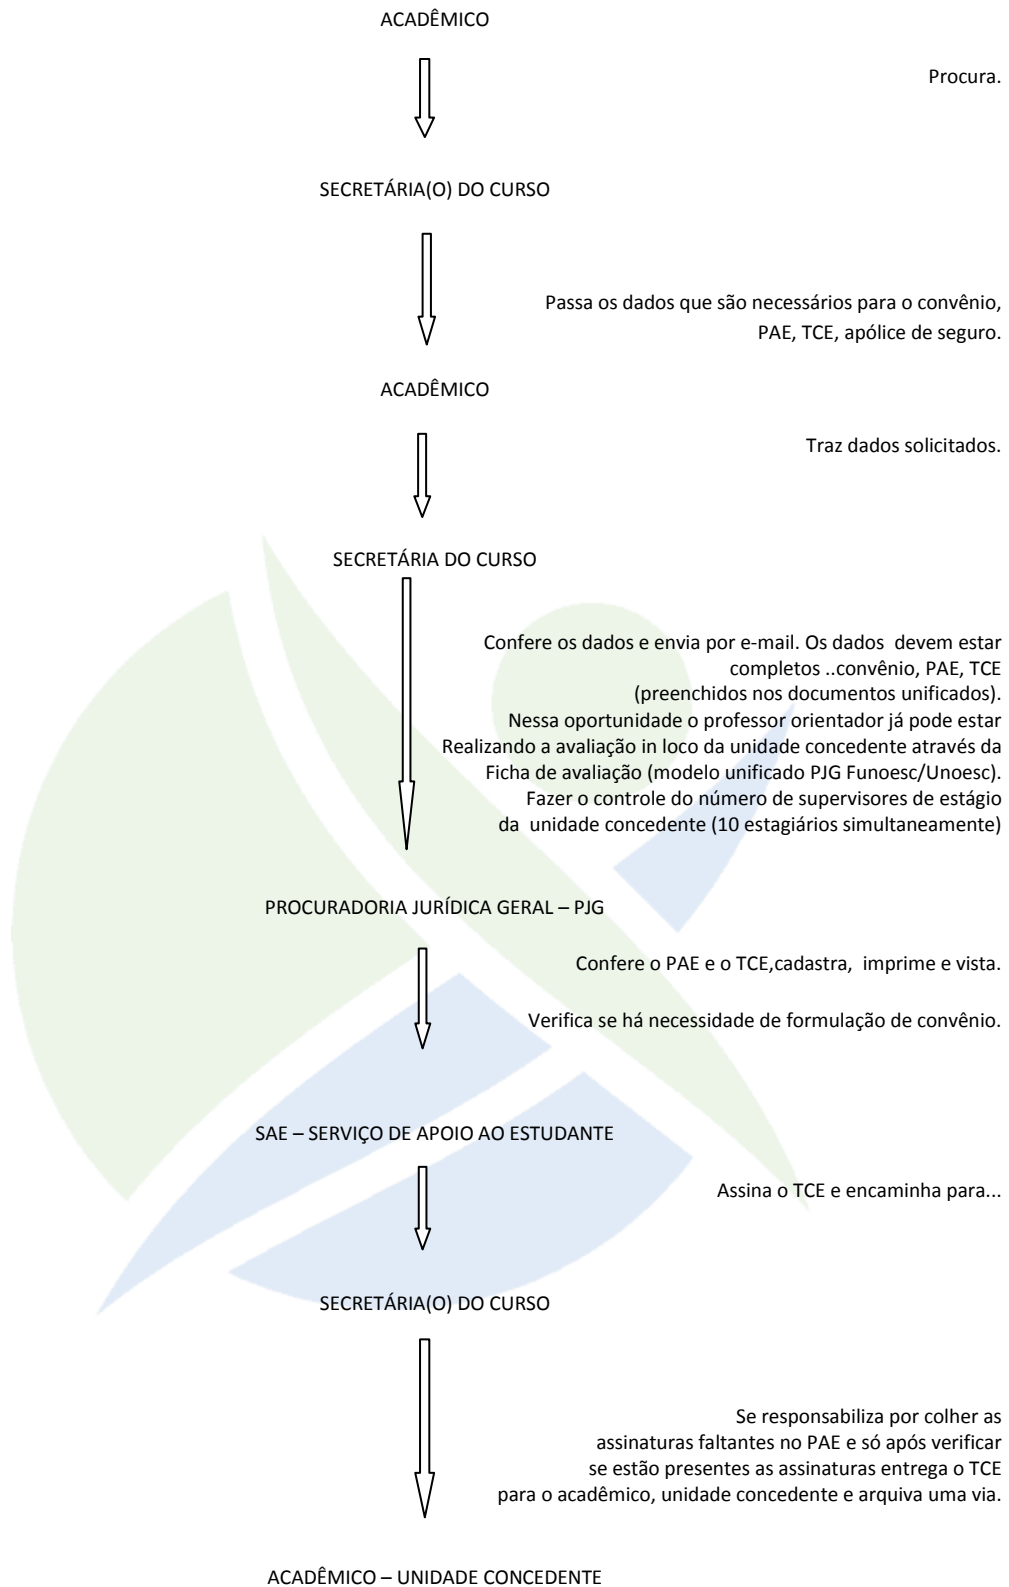 ACADÊMICO
Procura.
SECRETÁRIA(O) DO CURSO
Passa os dados que são necessários para o convênio,
PAE, TCE, apólice de seguro.
ACADÊMICO
Traz dados solicitados.
SECRETÁRIA DO CURSO
Confere os dados e envia por e-mail. Os dados  devem estar
completos ..convênio, PAE, TCE
(preenchidos nos documentos unificados).
Nessa oportunidade o professor orientador já pode estar
Realizando a avaliação in loco da unidade concedente através da
Ficha de avaliação (modelo unificado PJG Funoesc/Unoesc).
Fazer o controle do número de supervisores de estágio
da  unidade concedente (10 estagiários simultaneamente)
PROCURADORIA JURÍDICA GERAL – PJG
Confere o PAE e o TCE,cadastra,  imprime e vista.
Verifica se há necessidade de formulação de convênio.
SAE – SERVIÇO DE APOIO AO ESTUDANTE
Assina o TCE e encaminha para...
SECRETÁRIA(O) DO CURSO
Se responsabiliza por colher as
assinaturas faltantes no PAE e só após verificar
se estão presentes as assinaturas entrega o TCE
para o acadêmico, unidade concedente e arquiva uma via.
ACADÊMICO – UNIDADE CONCEDENTE